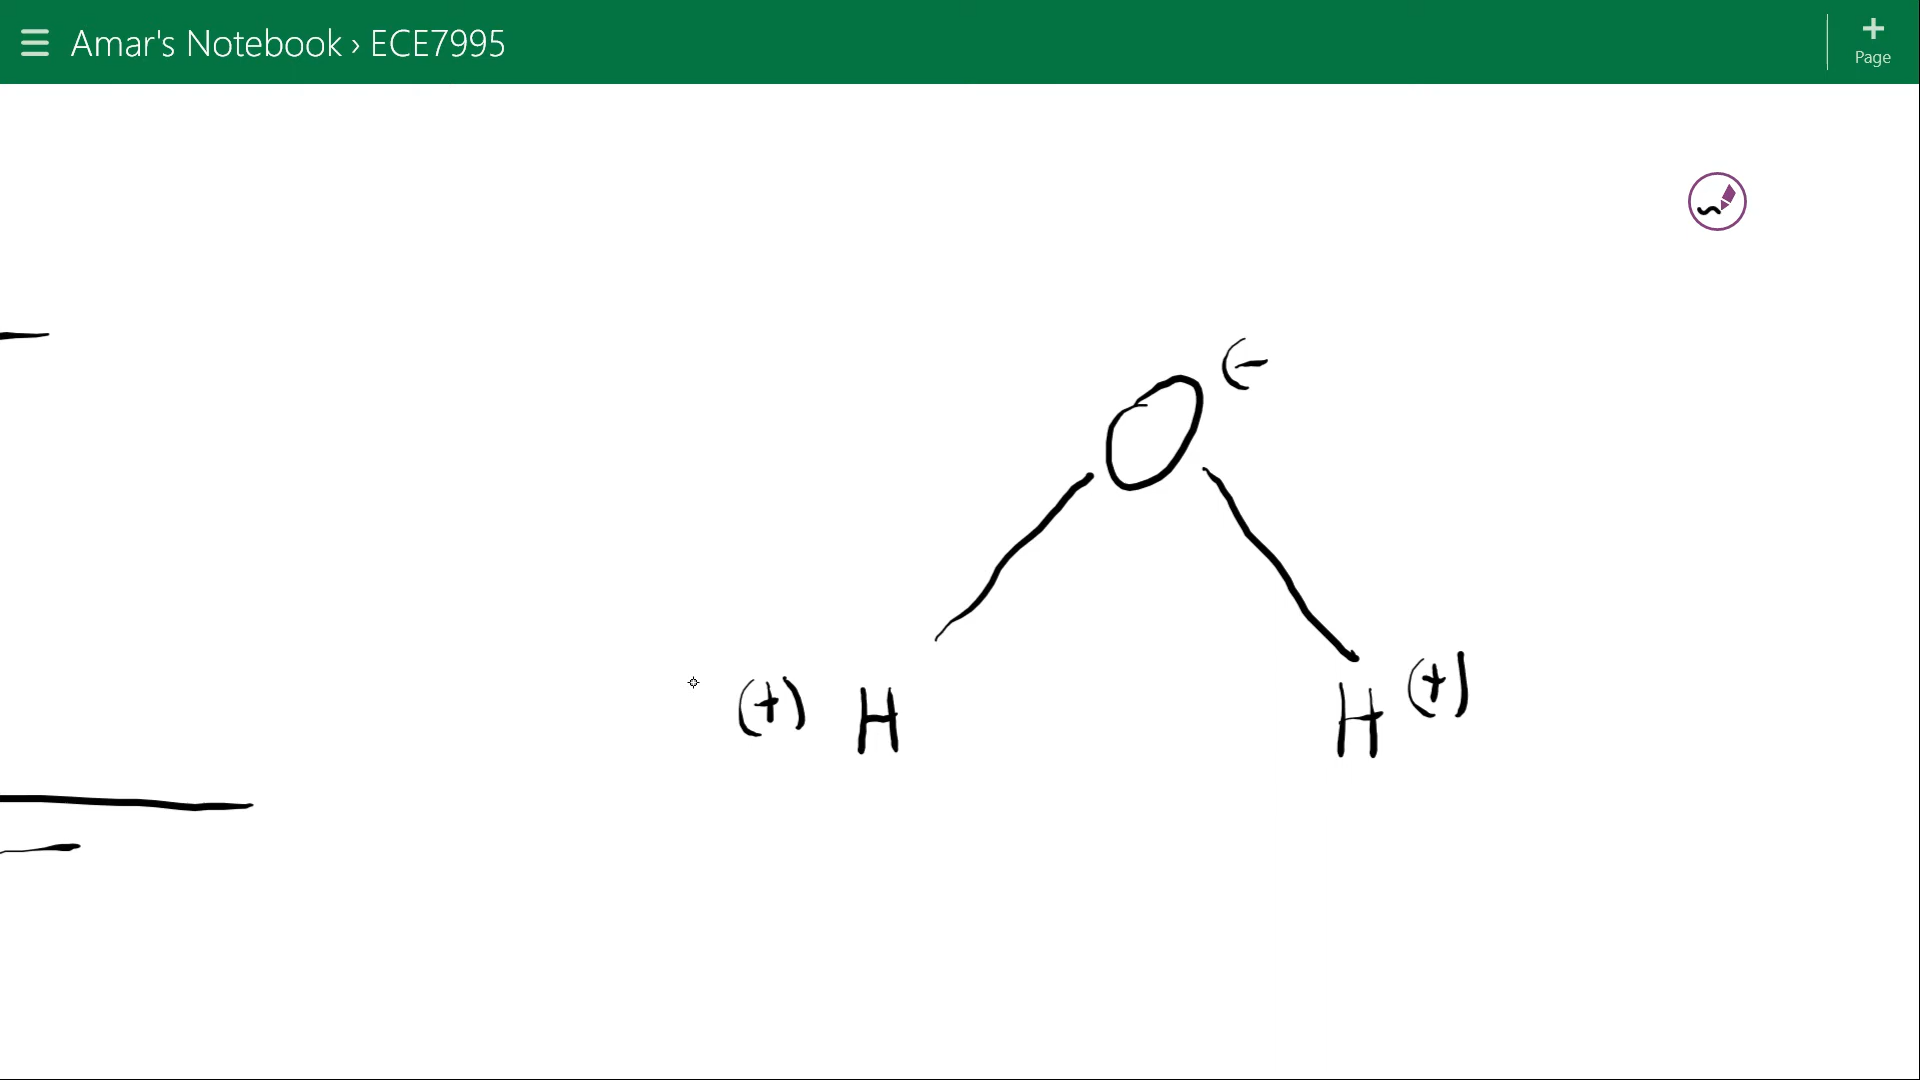 Amar's Notebook › ECE7995
+
Page
(-
O
(+) H
H (+)